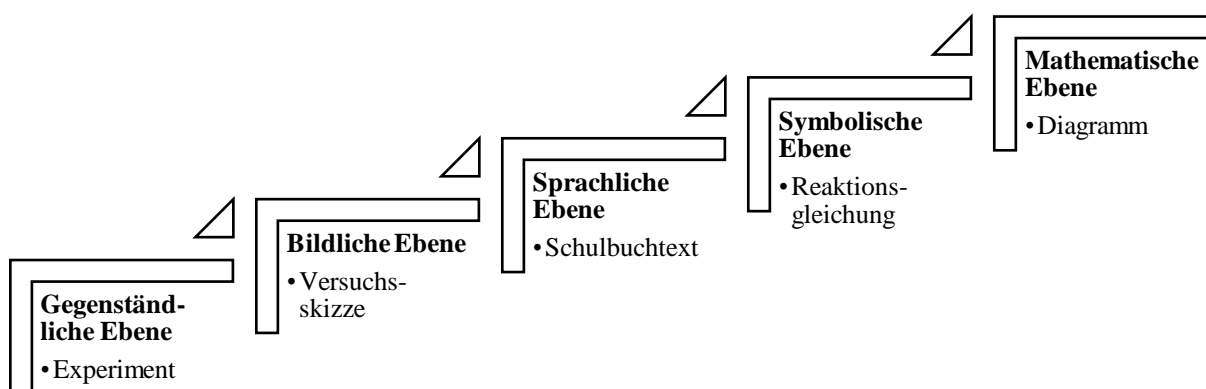 Gegenständ-
liche Ebene
• Experiment
Bildliche Ebene
• Versuchs-
skizze
Sprachliche
Ebene
• Schulbuchtext
Symbolische
Ebene
• Reaktions-
gleichung
Mathematische
Ebene
• Diagramm